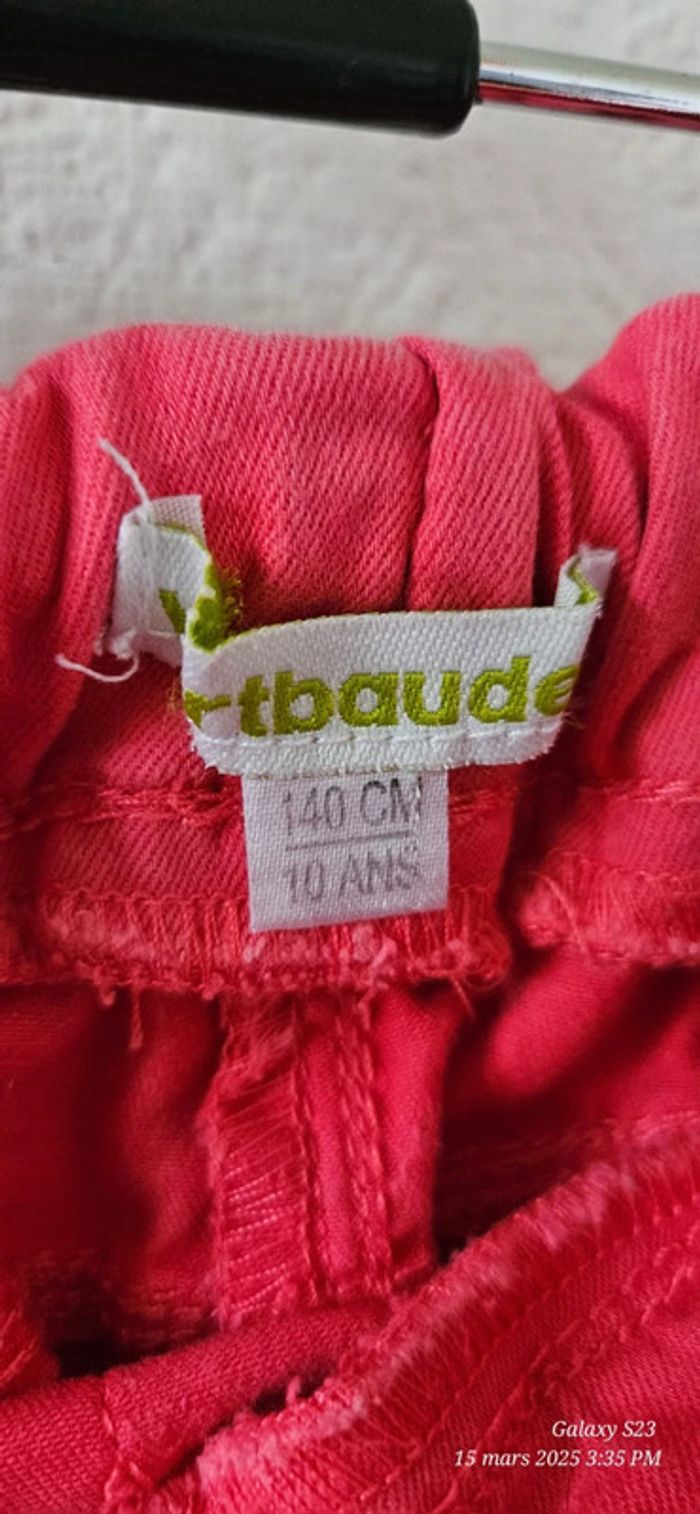 rtbaude
140 CM
10 ANS
Galaxy S23
15 mars 2025 3:35 PM